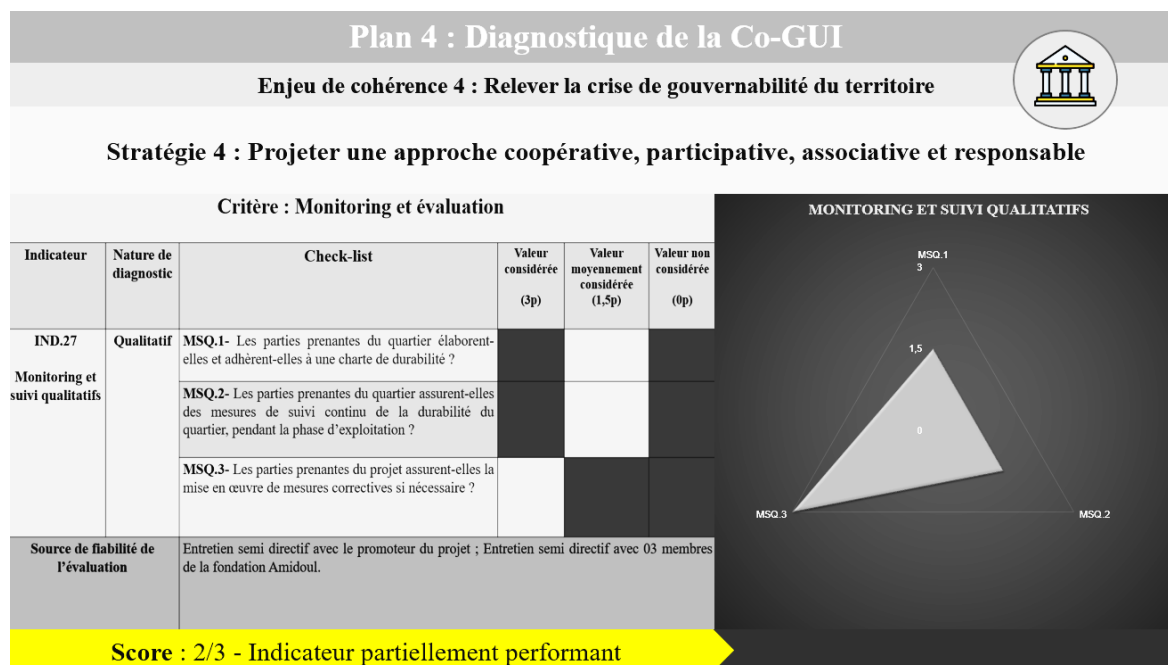 Plan 4 : Diagnostique de la Co-GUI
Enjeu de cohérence 4 : Relever la crise de gouvernabilité du territoire
Stratégie 4 : Projeter une approche coopérative, participative, associative et responsable
Critère : Monitoring et évaluation
Indicateur
Nature de
diagnostic
Check-list
Valeur
considérée
(3p)
Valeur
moyennement
considérée
(1,5p)
Valeur non
considérée
(0p)
IND.27
Monitoring et
suivi qualitatifs
Qualitatif
MSQ.1- Les parties prenantes du quartier élaborent-
elles et adhèrent-elles à une charte de durabilité ?
MSQ.2- Les parties prenantes du quartier assurent-elles
des mesures de suivi continu de la durabilité du
quartier, pendant la phase d'exploitation ?
MSQ.3- Les parties prenantes du projet assurent-elles la
mise en œuvre de mesures correctives si nécessaire ?
Source de fiabilité de
l'évaluation
Entretien semi directif avec le promoteur du projet ; Entretien semi directif avec 03 membres
de la fondation Amidoul.
Score : 2/3 - Indicateur partiellement performant
MONITORING ET SUIVI QUALITATIFS
MSQ.1
3
1,5
0
MSQ.3
MSQ.2